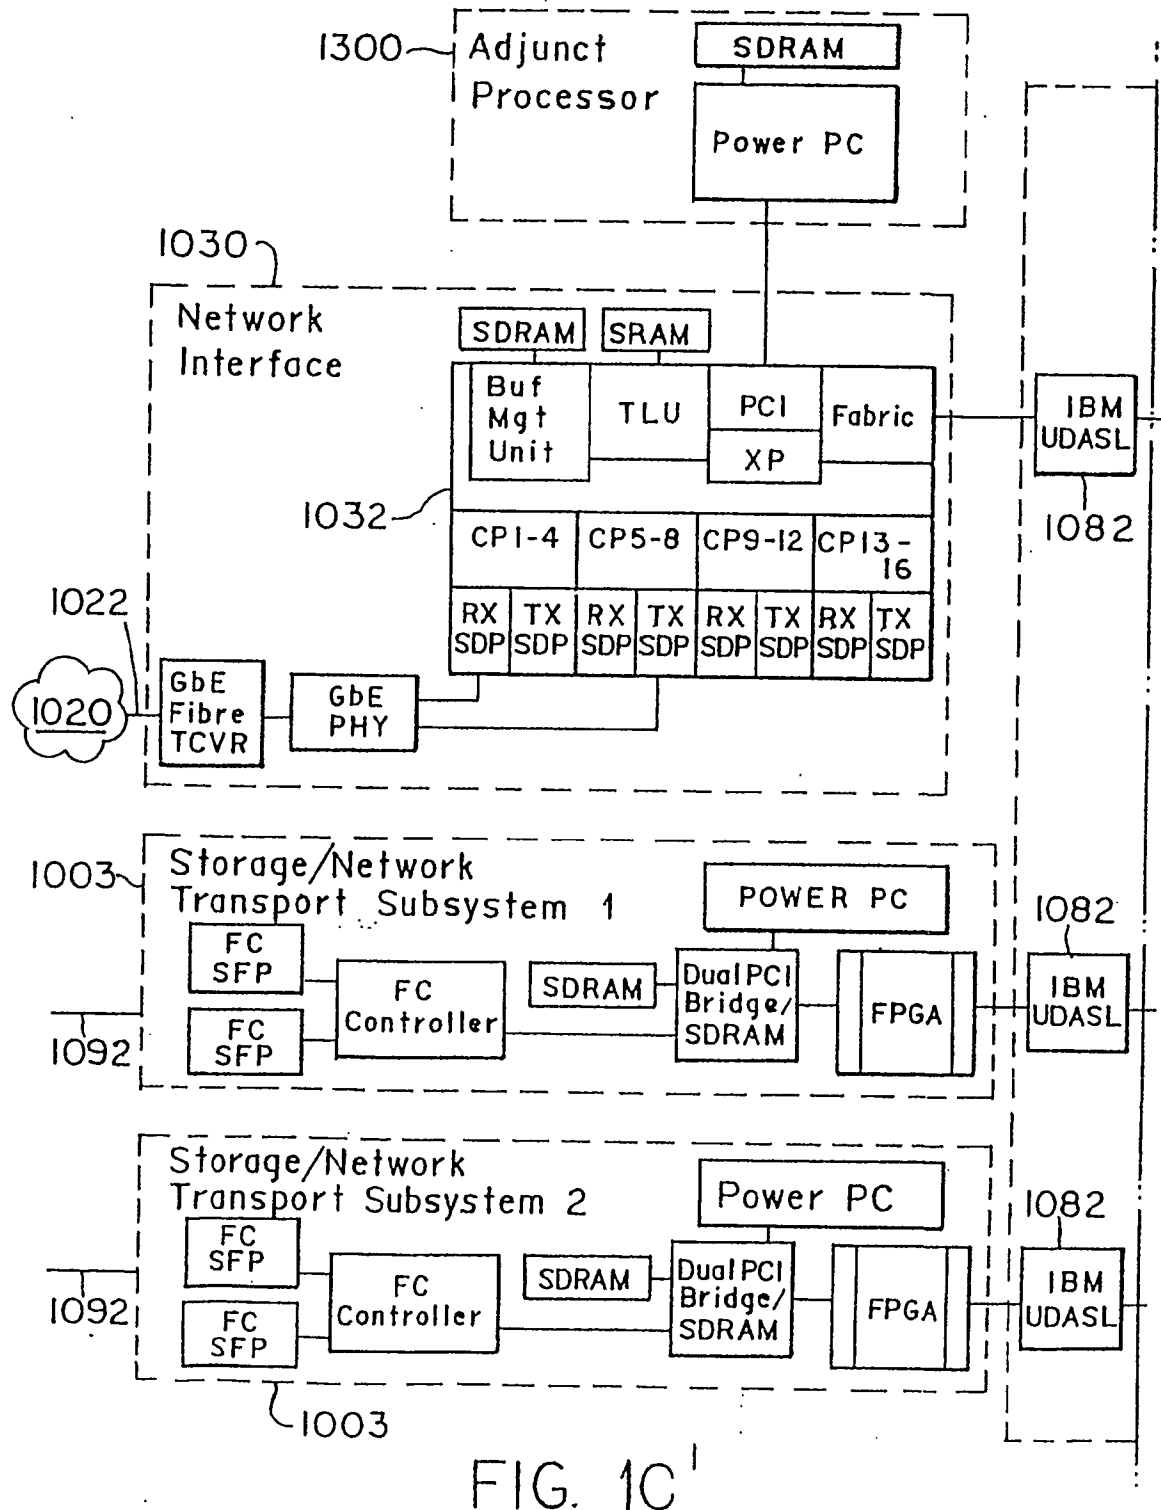 1300
Adjunct
Processor
SDRAM
Power PC
1030
Network
Interface
SDRAM
SRAM
Buf
Mgt
Unit
TLU
PCI
XP
Fabric
IBM
UDASL
1082
1032
CP1-4
CP5-8
CP9-12
CP13-
16
RX
SDP
TX
SDP
RX
SDP
TX
SDP
RX
SDP
TX
SDP
RX
SDP
TX
SDP
1022
1020
GbE
Fibre
TCVR
GbE
PHY
1003
Storage/Network
Transport Subsystem 1
POWER PC
FC
SFP
FC
SFP
1092
FC
Controller
SDRAM
Dual PCI
Bridge/
SDRAM
FPGA
1082
IBM
UDASL
Storage/Network
Transport Subsystem 2
Power PC
FC
SFP
FC
SFP
1092
FC
Controller
SDRAM
Dual PCI
Bridge/
SDRAM
FPGA
1082
IBM
UDASL
1003
FIG. 1C'